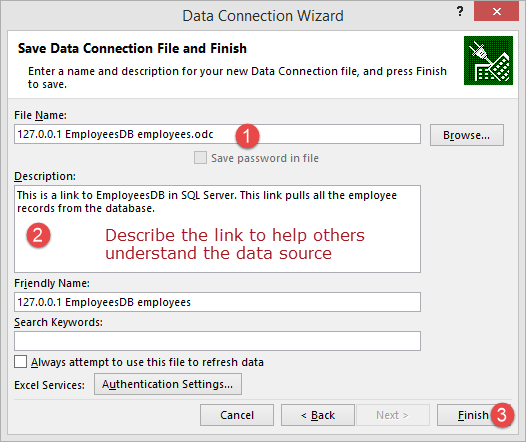 Data Connection Wizard
?
Save Data Connection File and Finish
Enter a name and description for your new Data Connection file, and press Finish
to save.
File Name:
127.0.0.1 EmployeesDB employees.odc
1
Browse...
Save password in file
Description:
This is a link to EmployeesDB in SQL Server. This link pulls all the employee
records from the database.
2
Describe the link to help others
understand the data source
Friendly Name:
127.0.0.1 EmployeesDB employees
Search Keywords:
Always attempt to use this file to refresh data
Excel Services:
Authentication Settings...
Cancel
< Back
Next >
Finish
3